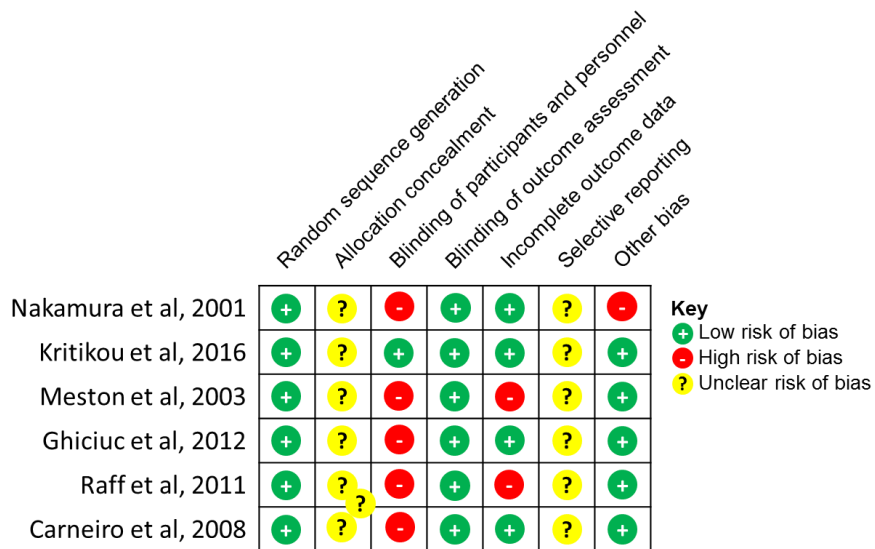 Random sequence generation
Allocation concealment
Blinding of participants and personnel
Blinding of outcome assessment
Incomplete outcome data
Selective reporting
Other bias
Nakamura et al, 2001 + ? - + + ? -
Kritikou et al, 2016 + ? + + + ? +
Meston et al, 2003 + ? - + - ? +
Ghiciuc et al, 2012 + ? - + + ? +
Raff et al, 2011 + ? - + - ? +
?
Carneiro et al, 2008 + ? - + + ? +
Key
+ Low risk of bias
- High risk of bias
? Unclear risk of bias